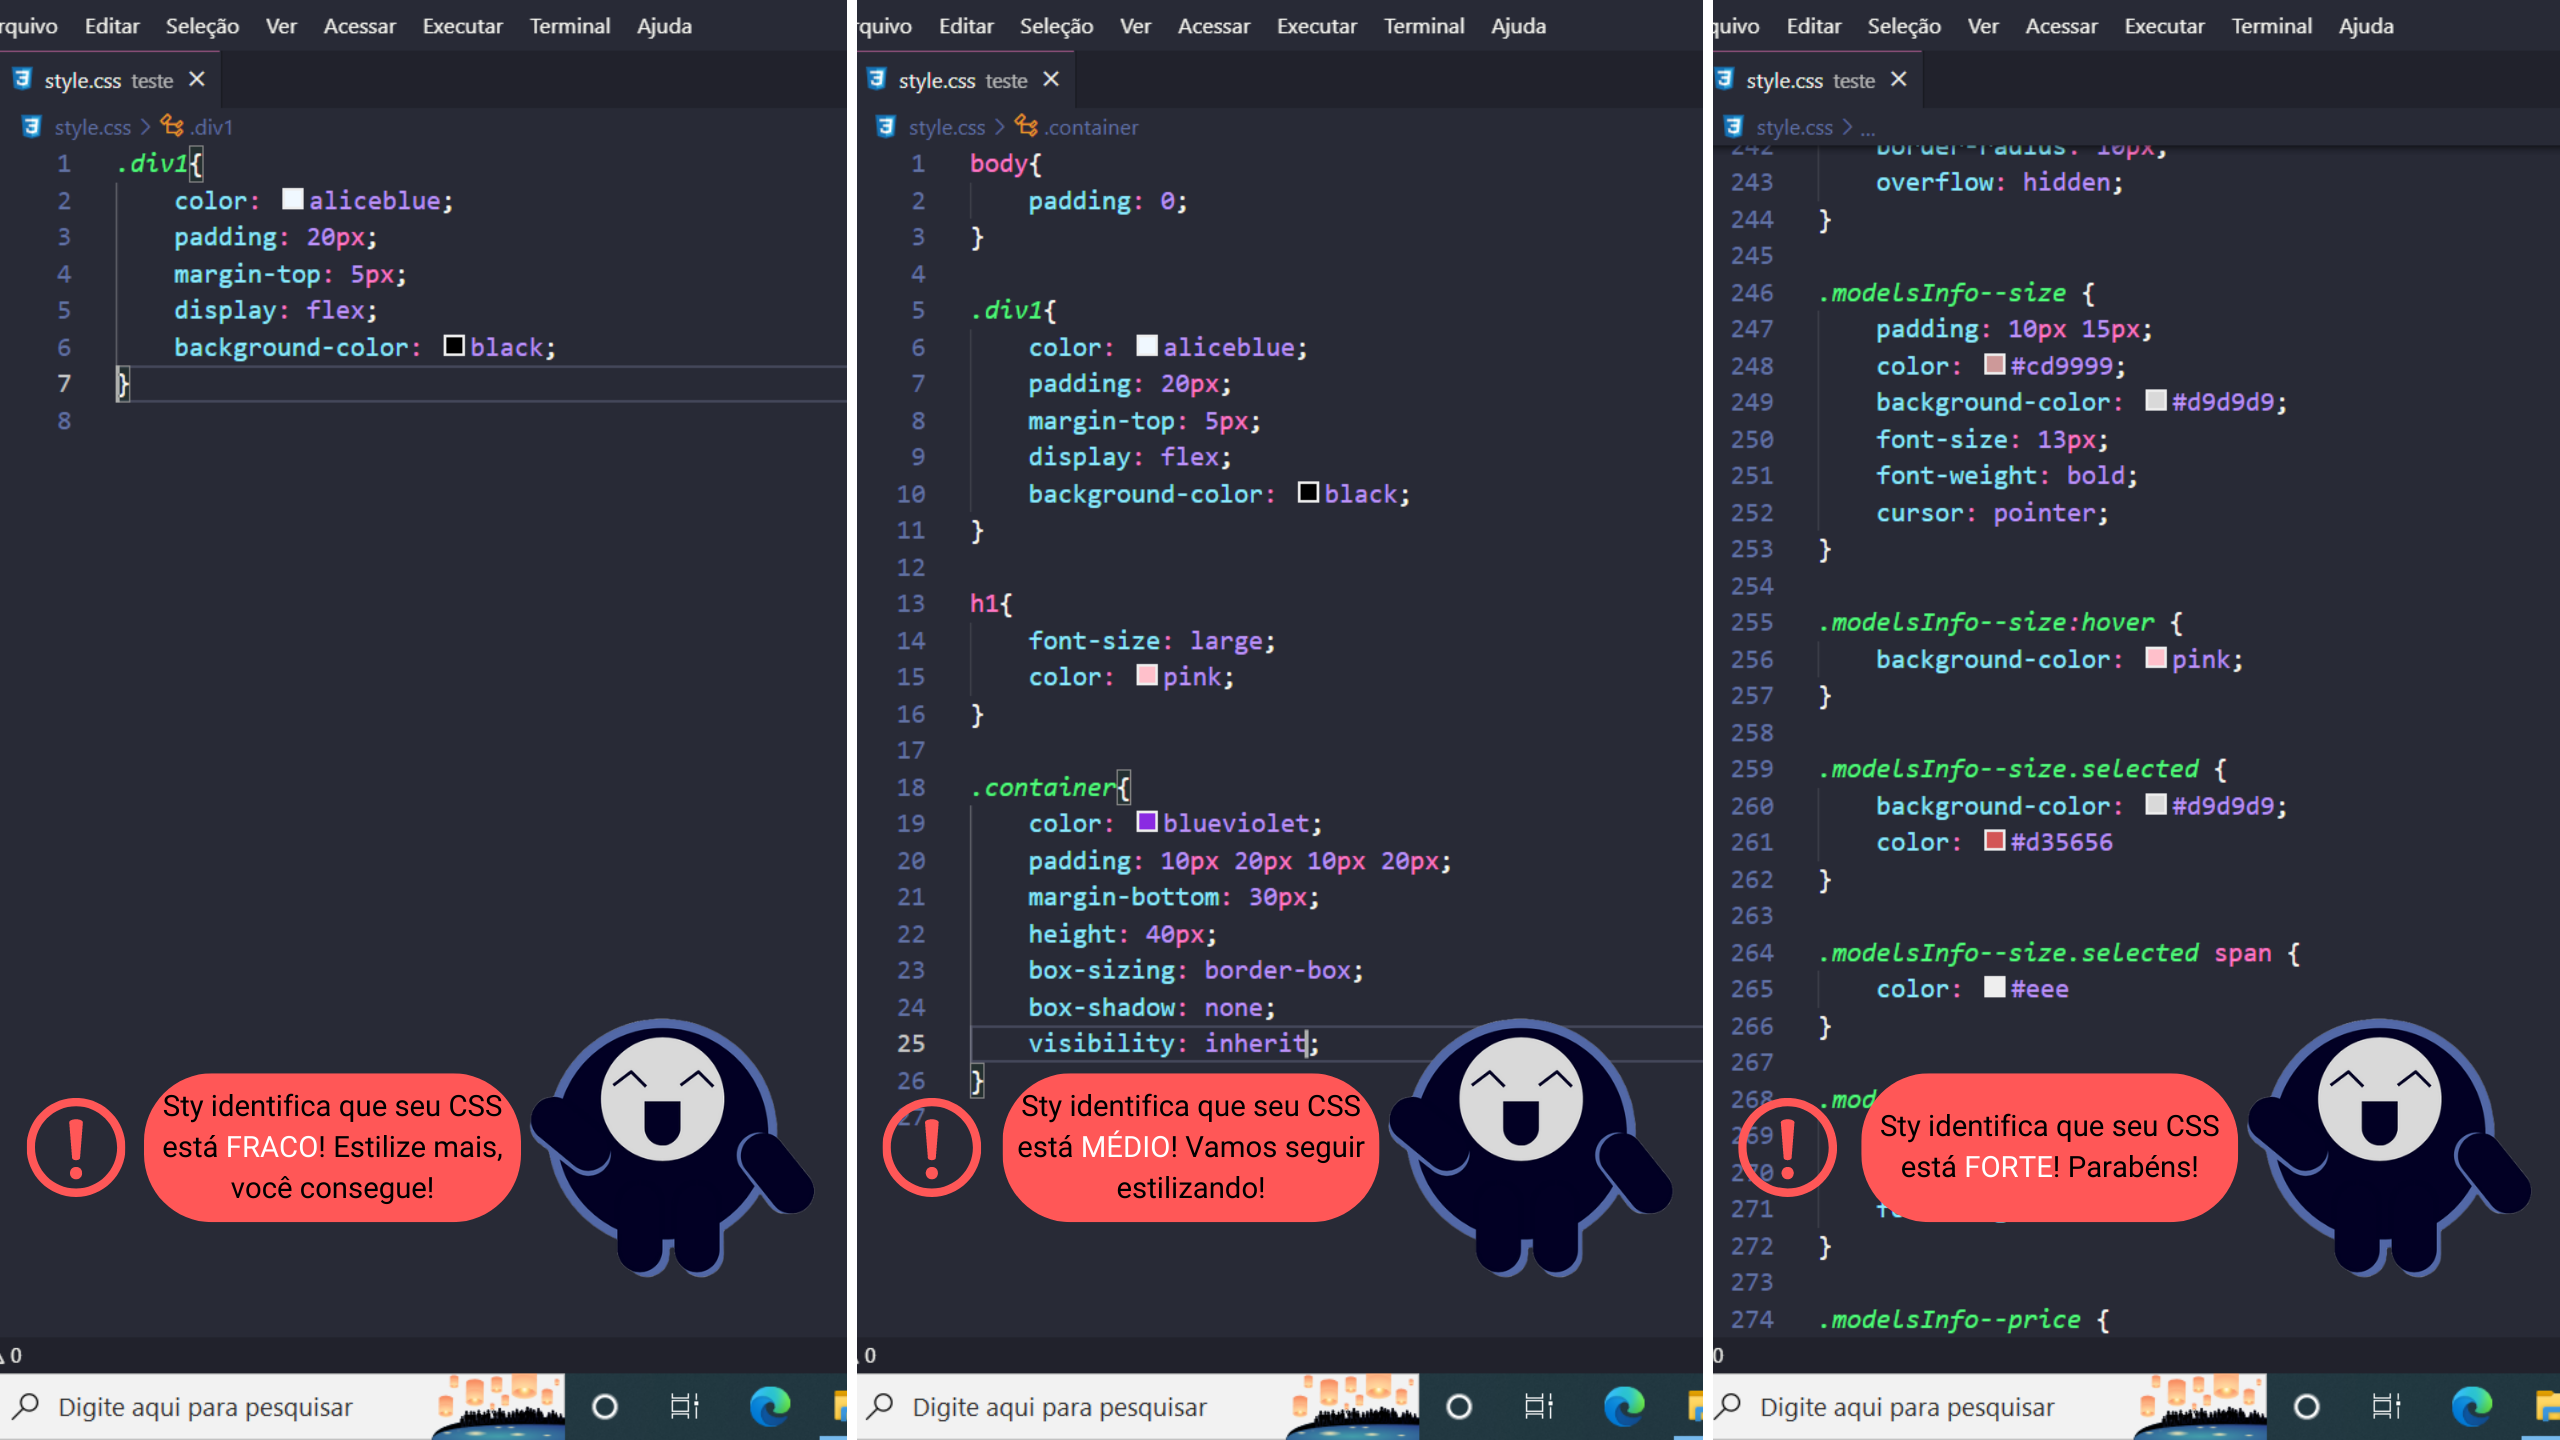 rquivo Editar Seleção Ver Acessar Executar Terminal Ajuda
style.css teste
style.css > .div1
1 .div1{
2 color: aliceblue;
3 padding: 20px;
4 margin-top: 5px;
5 display: flex;
6 background-color: black;
7 }
8
Sty identifica que seu CSS
está FRACO! Estilize mais,
você consegue!
0
Digite aqui para pesquisar
rquivo Editar Seleção Ver Acessar Executar Terminal Ajuda
style.css teste
style.css > .container
1 body{
2 padding: 0;
3 }
4
5 .div1{
6 color: aliceblue;
7 padding: 20px;
8 margin-top: 5px;
9 display: flex;
10 background-color: black;
11 }
12
13 h1{
14 font-size: large;
15 color: pink;
16 }
17
18 .container{
19 color: blueviolet;
20 padding: 10px 20px 10px 20px;
21 margin-bottom: 30px;
22 height: 40px;
23 box-sizing: border-box;
24 box-shadow: none;
25 visibility: inherit;
26 }
27
Sty identifica que seu CSS
está MÉDIO! Vamos seguir
estilizando!
0
Digite aqui para pesquisar
quivo Editar Seleção Ver Acessar Executar Terminal Ajuda
style.css teste
style.css > ...
242 border-radius: 10px;
243 overflow: hidden;
244 }
245
246 .modelsInfo--size {
247 padding: 10px 15px;
248 color: #cd9999;
249 background-color: #d9d9d9;
250 font-size: 13px;
251 font-weight: bold;
252 cursor: pointer;
253 }
254
255 .modelsInfo--size:hover {
256 background-color: pink;
257 }
258
259 .modelsInfo--size.selected {
260 background-color: #d9d9d9;
261 color: #d35656
262 }
263
264 .modelsInfo--size.selected span {
265 color: #eee
266 }
267
268 .mod
269
270
271
272 }
273
274 .modelsInfo--price {
Sty identifica que seu CSS
está FORTE! Parabéns!
0
Digite aqui para pesquisar